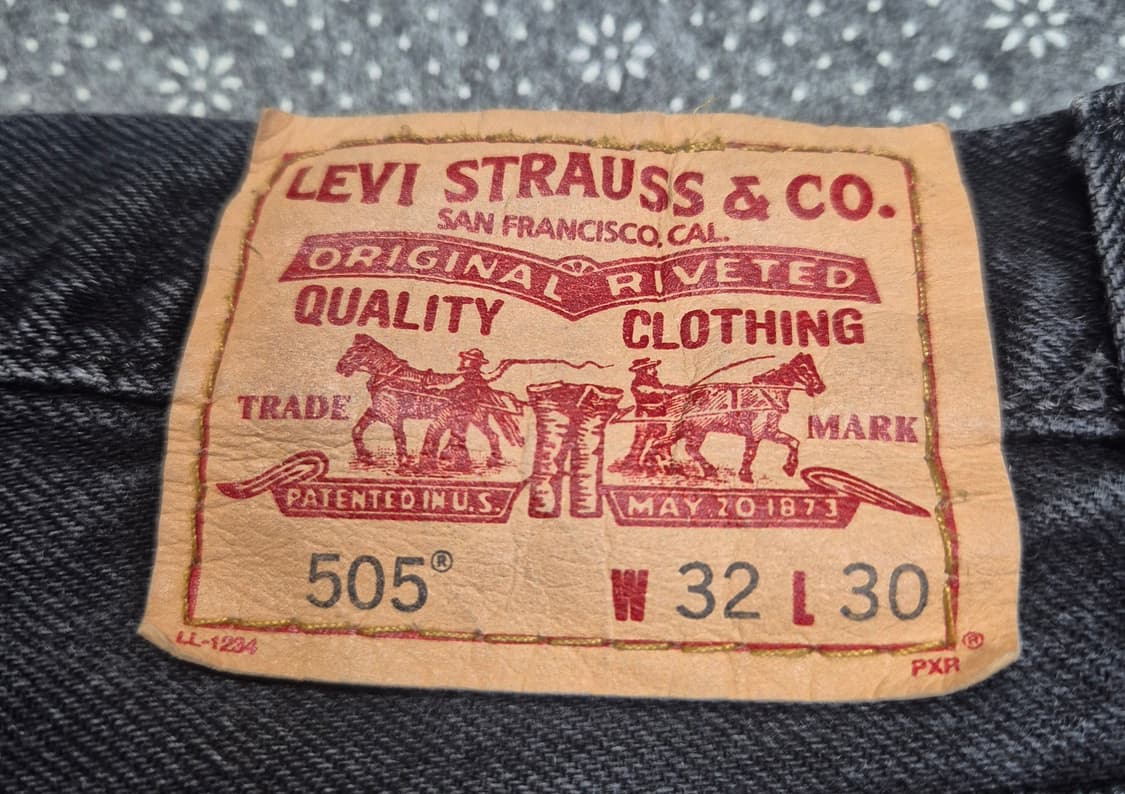 LEVI STRAUSS & CO.
SAN FRANCISCO, CAL.
ORIGINAL RIVETED
QUALITY CLOTHING
TRADE MARK
PATENTED IN U.S. MAY 20 1873
505® W 32 L 30
LL-1234 ®
PXR